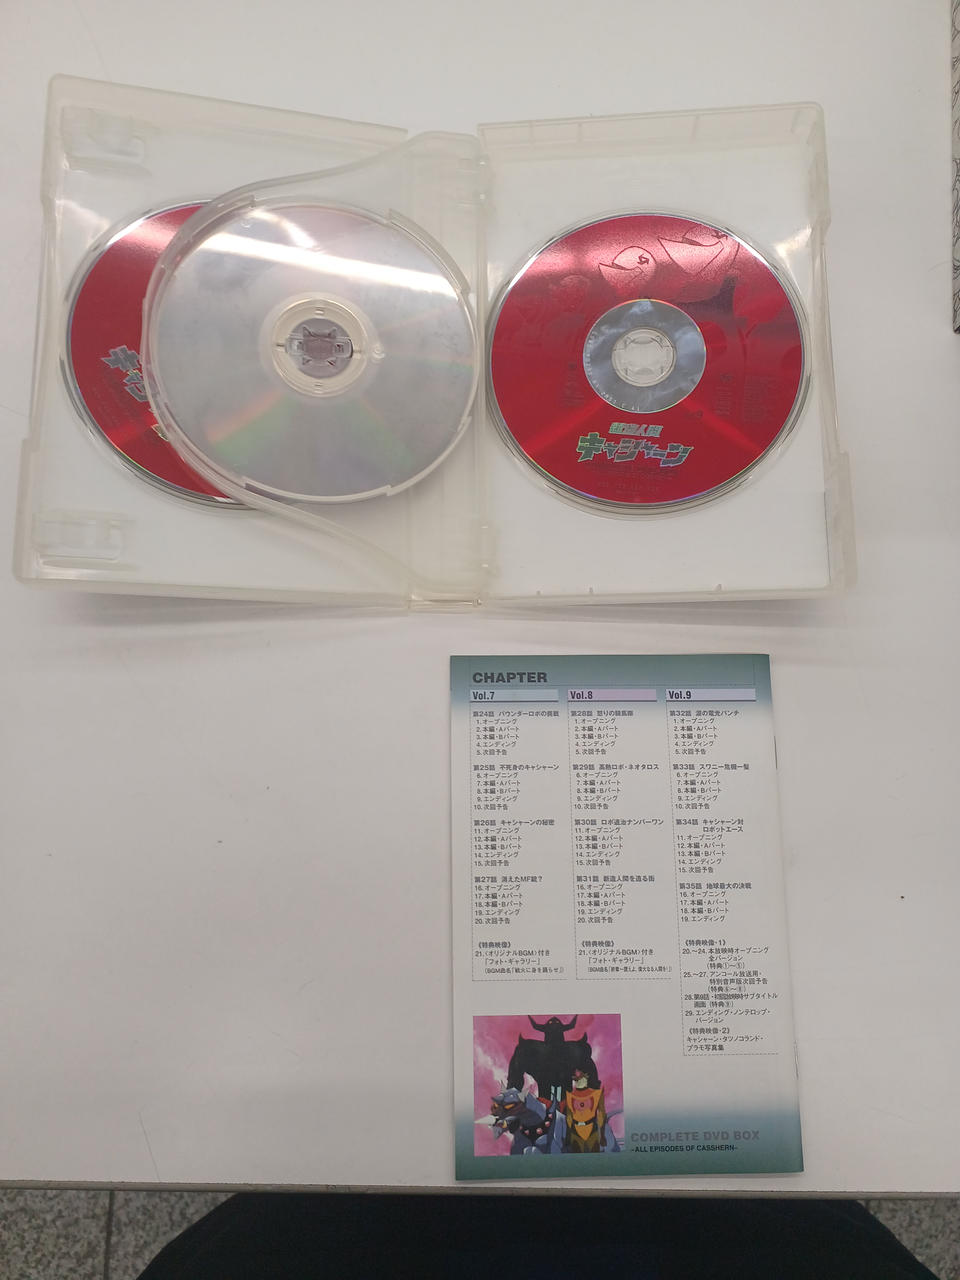 キャシャーン
新造人間
キャシャーン
CHAPTER
Vol.7
第24話 パウンダーロボの挑戦
1.オープニング
2.本編・Aパート
3.本編・Bパート
4.エンディング
5.次回予告
第25話 不死身のキャシャーン
6.オープニング
7.本編・Aパート
8.本編・Bパート
9.エンディング
10.次回予告
第26話 キャシャーンの秘密
11.オープニング
12.本編・Aパート
13.本編・Bパート
14.エンディング
15.次回予告
第27話 消えたMF銃?
16.オープニング
17.本編・Aパート
18.本編・Bパート
19.エンディング
20.次回予告
《特典映像》
21.〈オリジナルBGM〉付き
「フォト・ギャラリー」
(BGM曲名「戦火に身を踊らせ」)
Vol.8
第28話 怒りの騎馬隊
1.オープニング
2.本編・Aパート
3.本編・Bパート
4.エンディング
5.次回予告
第29話 高熱ロボ・ネオタロス
6.オープニング
7.本編・Aパート
8.本編・Bパート
9.エンディング
10.次回予告
第30話 ロボ退治ナンバーワン
11.オープニング
12.本編・Aパート
13.本編・Bパート
14.エンディング
15.次回予告
第31話 新造人間を造る街
16.オープニング
17.本編・Aパート
18.本編・Bパート
19.エンディング
20.次回予告
《特典映像》
21.〈オリジナルBGM〉付き
「フォト・ギャラリー」
Vol.9
第32話 涙の電光パンチ
1.オープニング
2.本編・Aパート
3.本編・Bパート
4.エンディング
5.次回予告
第33話 スワニー危機一髪
6.オープニング
7.本編・Aパート
8.本編・Bパート
9.エンディング
10.次回予告
第34話 キャシャーン対
ロボットエース
11.オープニング
12.本編・Aパート
13.本編・Bパート
14.エンディング
15.次回予告
第35話 地球最大の決戦
16.オープニング
17.本編・Aパート
18.本編・Bパート
19.エンディング
《特典映像・1》
20.〜24.本放映時オープニング
全バージョン
(特典①〜⑤)
25.〜27.アンコール放送用・
特別音声版次回予告
(特典⑥〜⑧)
28.第9話・初回放映時サブタイトル
画面 (特典⑨)
29.エンディング・ノンテロップ・
バージョン
《特典映像・2》
キャシャーン・タツノコランド・
プラモ写真集
COMPLETE DVD BOX
-ALL EPISODES OF CASSHERN-